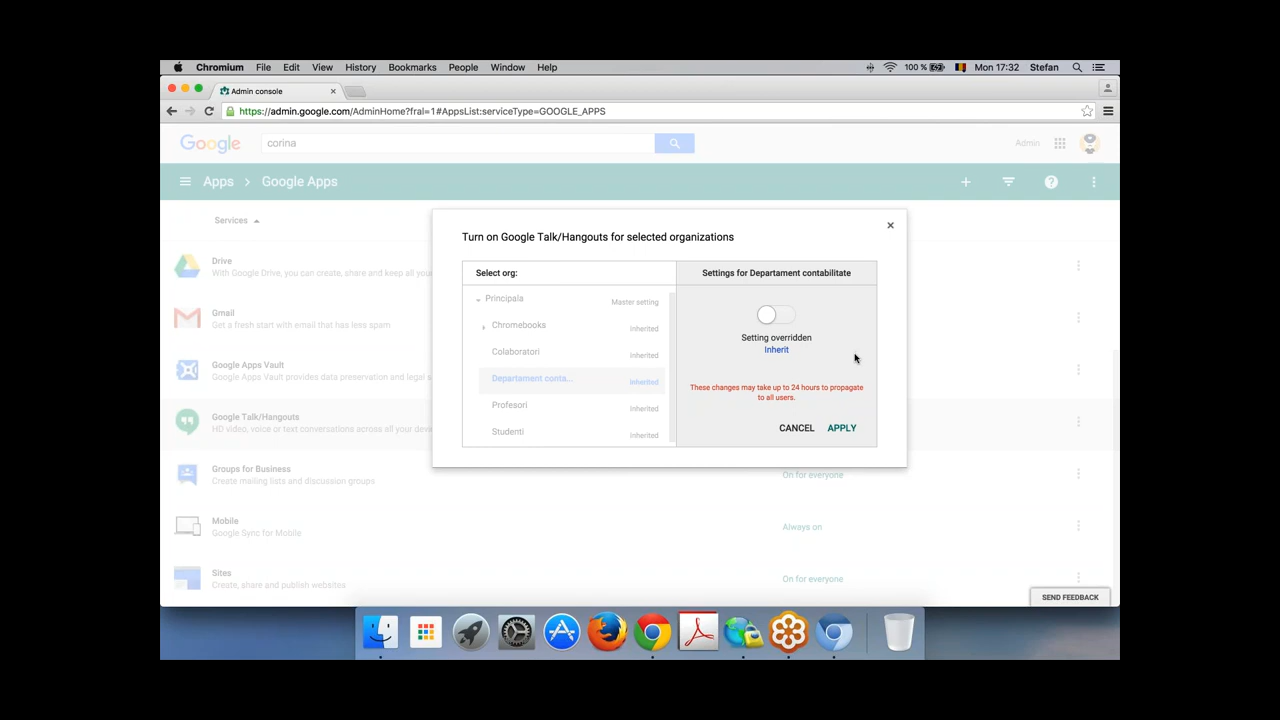 Chromium File Edit View History Bookmarks People Window Help 100 % Mon 17:32 Stefan
Admin console
https://admin.google.com/AdminHome?fral=1#AppsList:serviceType=GOOGLE_APPS
Google corina Admin
Apps > Google Apps
Services
Drive
With Google Drive, you can create, share and keep all your
Gmail
Get a fresh start with email that has less spam
Google Apps Vault
Google Apps Vault provides data preservation and legal
Google Talk/Hangouts
HD video, voice or text conversations across all your
Groups for Business
Create mailing lists and discussion groups
On for everyone
Mobile
Google Sync for Mobile
Always on
Sites
Create, share and publish websites
On for everyone
SEND FEEDBACK
Turn on Google Talk/Hangouts for selected organizations
Select org:
Principala Master setting
Chromebooks Inherited
Colaboratori Inherited
Departament conta... Inherited
Profesori Inherited
Studenti Inherited
Settings for Departament contabilitate
Setting overridden
Inherit
These changes may take up to 24 hours to propagate
to all users.
CANCEL APPLY